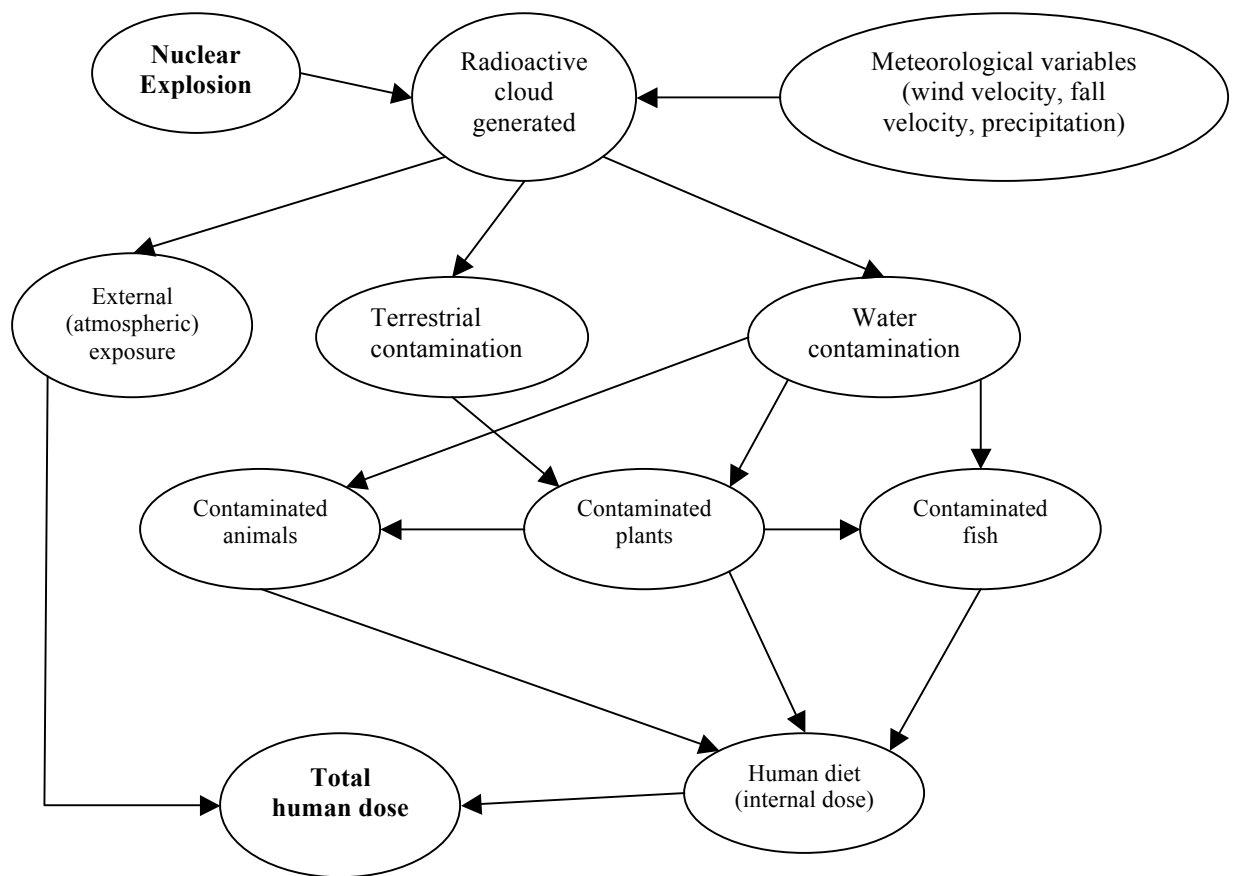 Nuclear
Explosion
Radioactive
cloud
generated
Meteorological variables
(wind velocity, fall
velocity, precipitation)
External
(atmospheric)
exposure
Terrestrial
contamination
Water
contamination
Contaminated
animals
Contaminated
plants
Contaminated
fish
Total
human dose
Human diet
(internal dose)